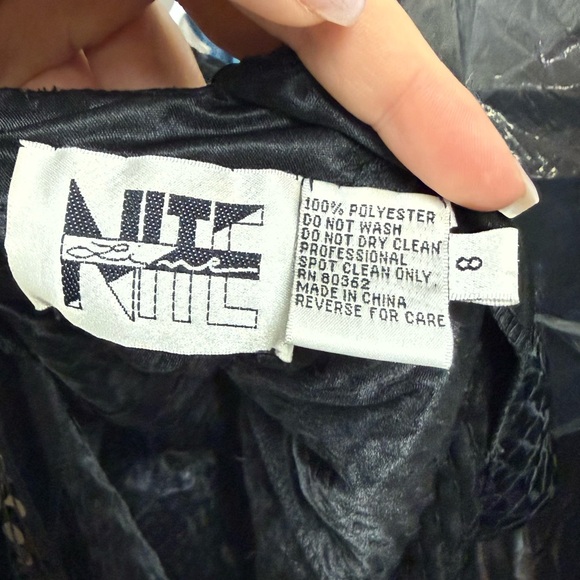 NITE
Line
100% POLYESTER
DO NOT WASH
DO NOT DRY CLEAN
PROFESSIONAL
SPOT CLEAN ONLY.
RN 80362
MADE IN CHINA
REVERSE FOR CARE
8